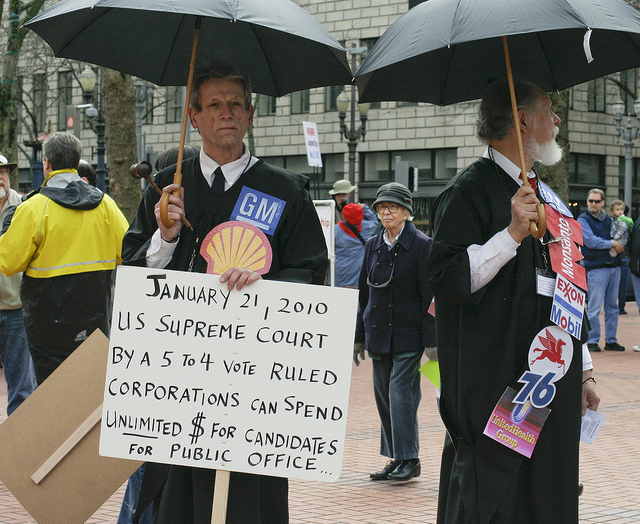 GM
JANUARY 21, 2010
US SUPREME COURT
BY A 5 TO 4 VOTE RULED
CORPORATIONS CAN SPEND
UNLIMITED $ FOR CANDIDATES
FOR PUBLIC OFFICE...
Monsanto
EXXON
Mobil
76
UnitedHealth
Group